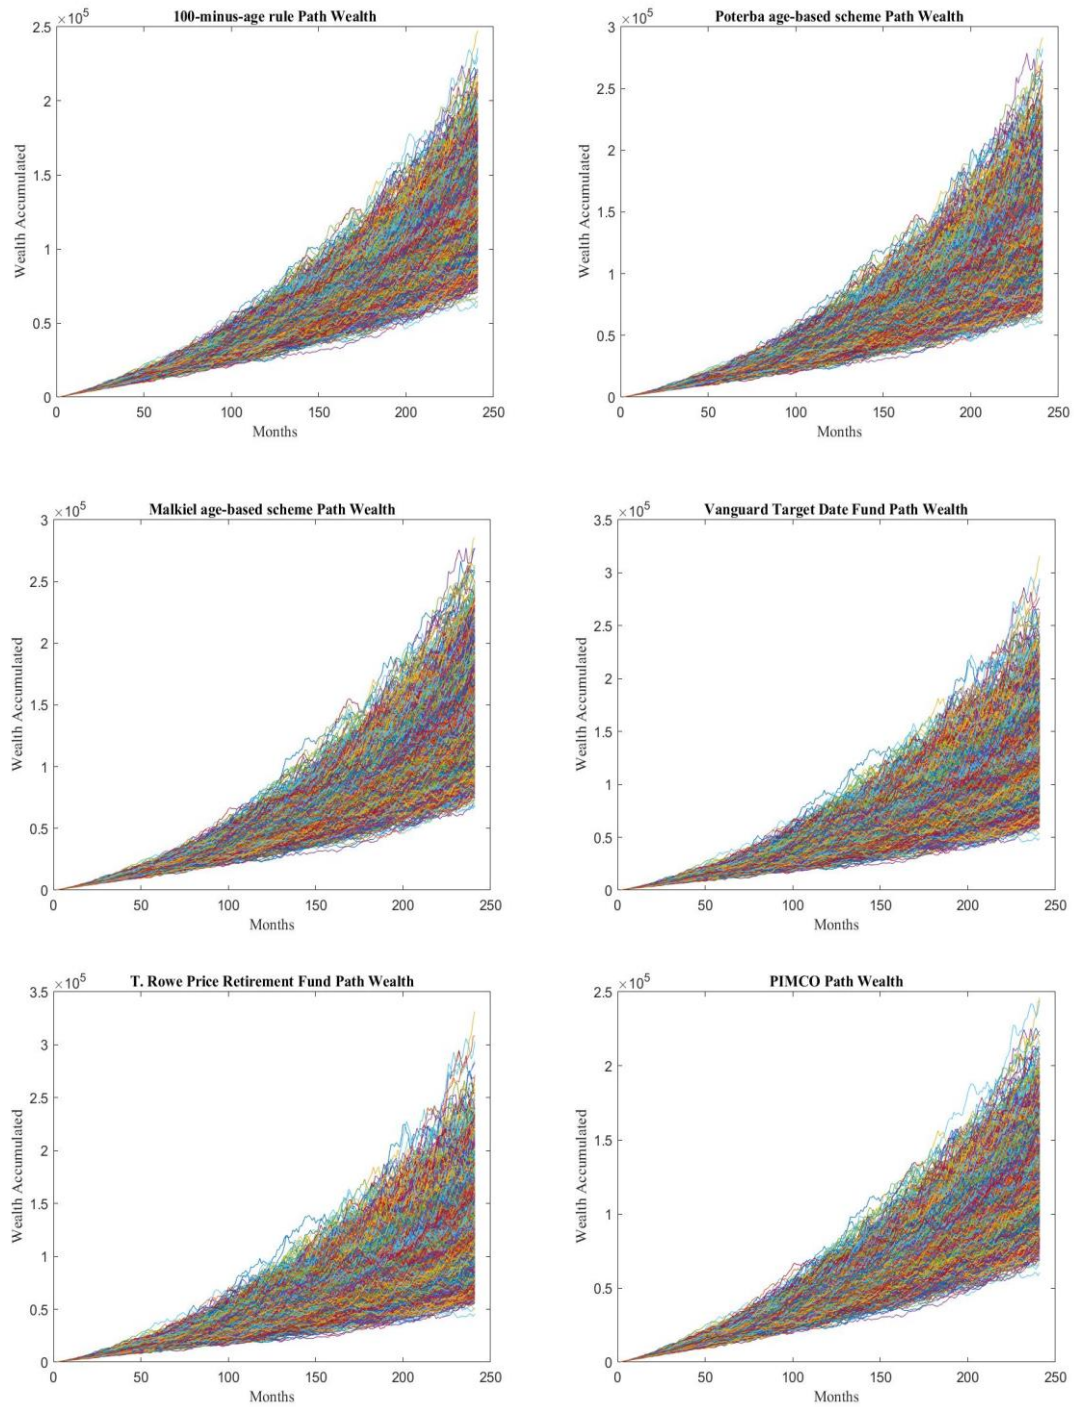 100-minus-age rule Path Wealth
×10^5
2.5
2
1.5
1
0.5
0
Wealth Accumulated
0 50 100 150 200 250
Months
Poterba age-based scheme Path Wealth
×10^5
3
2.5
2
1.5
1
0.5
0
Wealth Accumulated
0 50 100 150 200 250
Months
Malkiel age-based scheme Path Wealth
×10^5
3
2.5
2
1.5
1
0.5
0
Wealth Accumulated
0 50 100 150 200 250
Months
Vanguard Target Date Fund Path Wealth
×10^5
3.5
3
2.5
2
1.5
1
0.5
0
Wealth Accumulated
0 50 100 150 200 250
Months
T. Rowe Price Retirement Fund Path Wealth
×10^5
3.5
3
2.5
2
1.5
1
0.5
0
Wealth Accumulated
0 50 100 150 200 250
Months
PIMCO Path Wealth
×10^5
2.5
2
1.5
1
0.5
0
Wealth Accumulated
0 50 100 150 200 250
Months